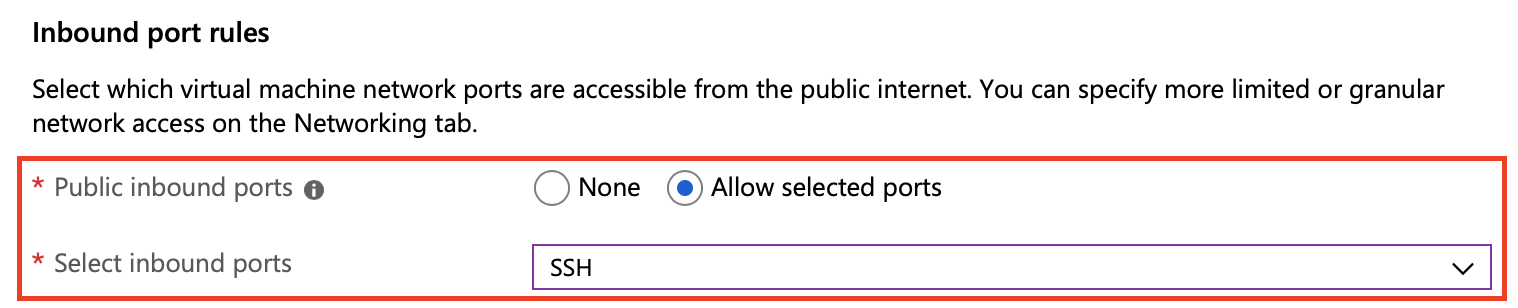 Inbound port rules
Select which virtual machine network ports are accessible from the public internet. You can specify more limited or granular
network access on the Networking tab.
* Public inbound ports i None Allow selected ports
* Select inbound ports SSH